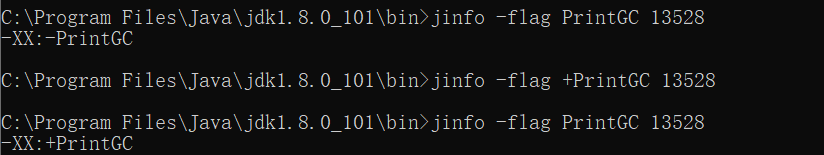 C:\Program Files\Java\jdk1.8.0_101\bin>jinfo -flag PrintGC 13528
-XX:-PrintGC
C:\Program Files\Java\jdk1.8.0_101\bin>jinfo -flag +PrintGC 13528
C:\Program Files\Java\jdk1.8.0_101\bin>jinfo -flag PrintGC 13528
-XX:+PrintGC